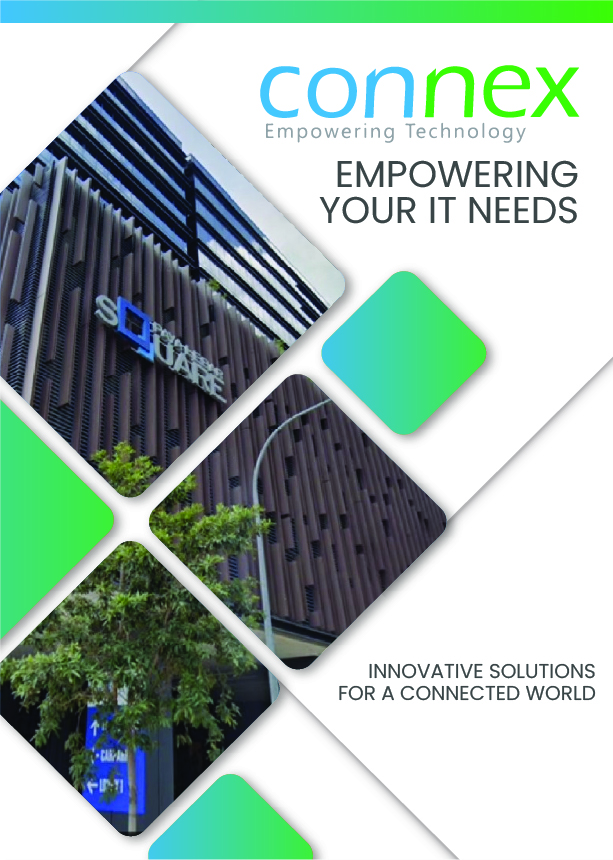 connex
Empowering Technology
EMPOWERING
YOUR IT NEEDS
SQUARE
INNOVATIVE SOLUTIONS
FOR A CONNECTED WORLD